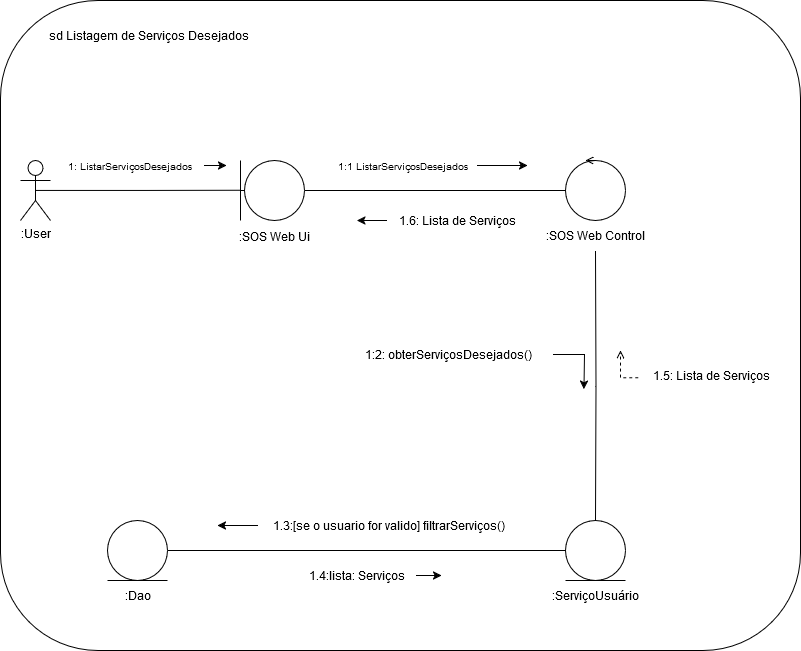 sd Listagem de Serviços Desejados
1: ListarServiçosDesejados
1:1 ListarServiçosDesejados
1.6: Lista de Serviços
:User
:SOS Web Ui
:SOS Web Control
1:2: obterServiçosDesejados()
1.5: Lista de Serviços
1.3:[se o usuario for valido] filtrarServiços()
1.4:lista: Serviços
:Dao
:ServiçoUsuário